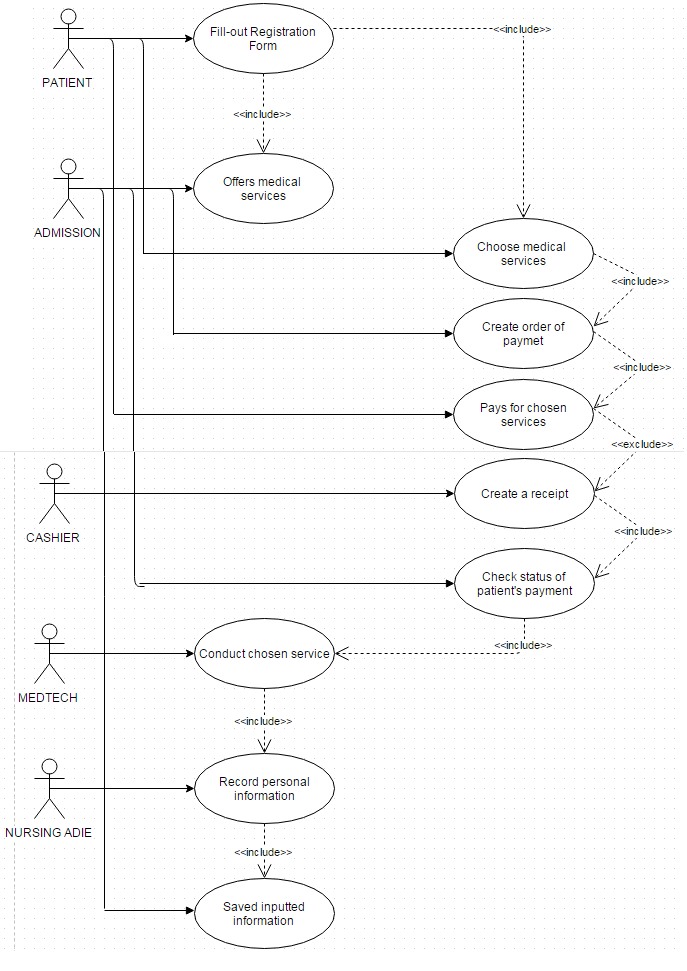 Fill-out Registration
Form
<<include>>
PATIENT
<<include>>
Offers medical
services
ADMISSION
Choose medical
services
<<include>>
Create order of
paymet
<<include>>
Pays for chosen
services
<<exclude>>
Create a receipt
CASHIER
<<include>>
Check status of
patient's payment
<<include>>
Conduct chosen service
MEDTECH
<<include>>
Record personal
information
NURSING ADIE
<<include>>
Saved inputted
information